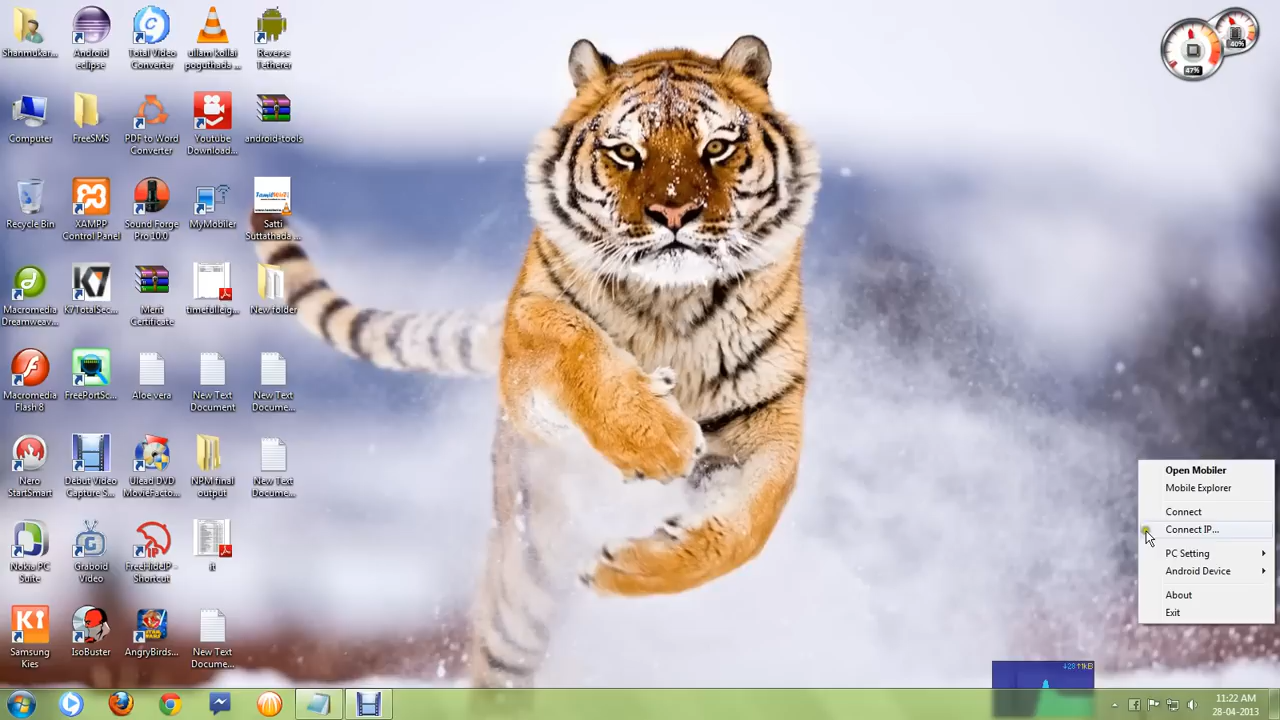 Shanmukar...
Android
eclipse
Total Video
Converter
ullam kollai
poguthada ...
Reverse
Tetherer
Computer
FreeSMS
PDF to Word
Converter
Youtube
Download...
android-tools
Recycle Bin
XAMPP
Control Panel
Sound Forge
Pro 10.0
MyMobiler
Satti
Suttathada ...
Macromedia
Dreamweav...
K7TotalSec...
Merit
Certificate
timefulleig...
New folder
Macromedia
Flash 8
FreePortSc...
Aloe vera
New Text
Document
New Text
Docume...
Nero
StartSmart
Debut Video
Capture S...
Ulead DVD
MovieFacto...
NPM final
output
New Text
Docume...
Nokia PC
Suite
Graboid
Video
FreeHideIP -
Shortcut
it
Samsung
Kies
IsoBuster
AngryBirds...
New Text
Docume...
47%
40%
Open Mobiler
Mobile Explorer
Connect
Connect IP...
PC Setting
Android Device
About
Exit
11:22 AM
28-04-2013